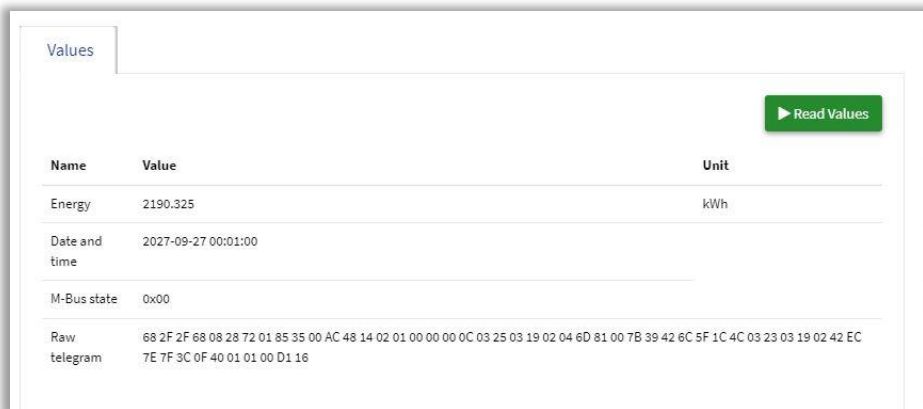 Values
Read Values
Name Value Unit
Energy 2190.325 kWh
Date and time 2027-09-27 00:01:00
M-Bus state 0x00
Raw telegram 68 2F 2F 68 08 28 72 01 85 35 00 AC 48 14 02 01 00 00 00 0C 03 25 03 19 02 04 6D 81 00 7B 39 42 6C 5F 1C 4C 03 23 03 19 02 42 EC
7E 7F 3C 0F 40 01 01 00 D1 16